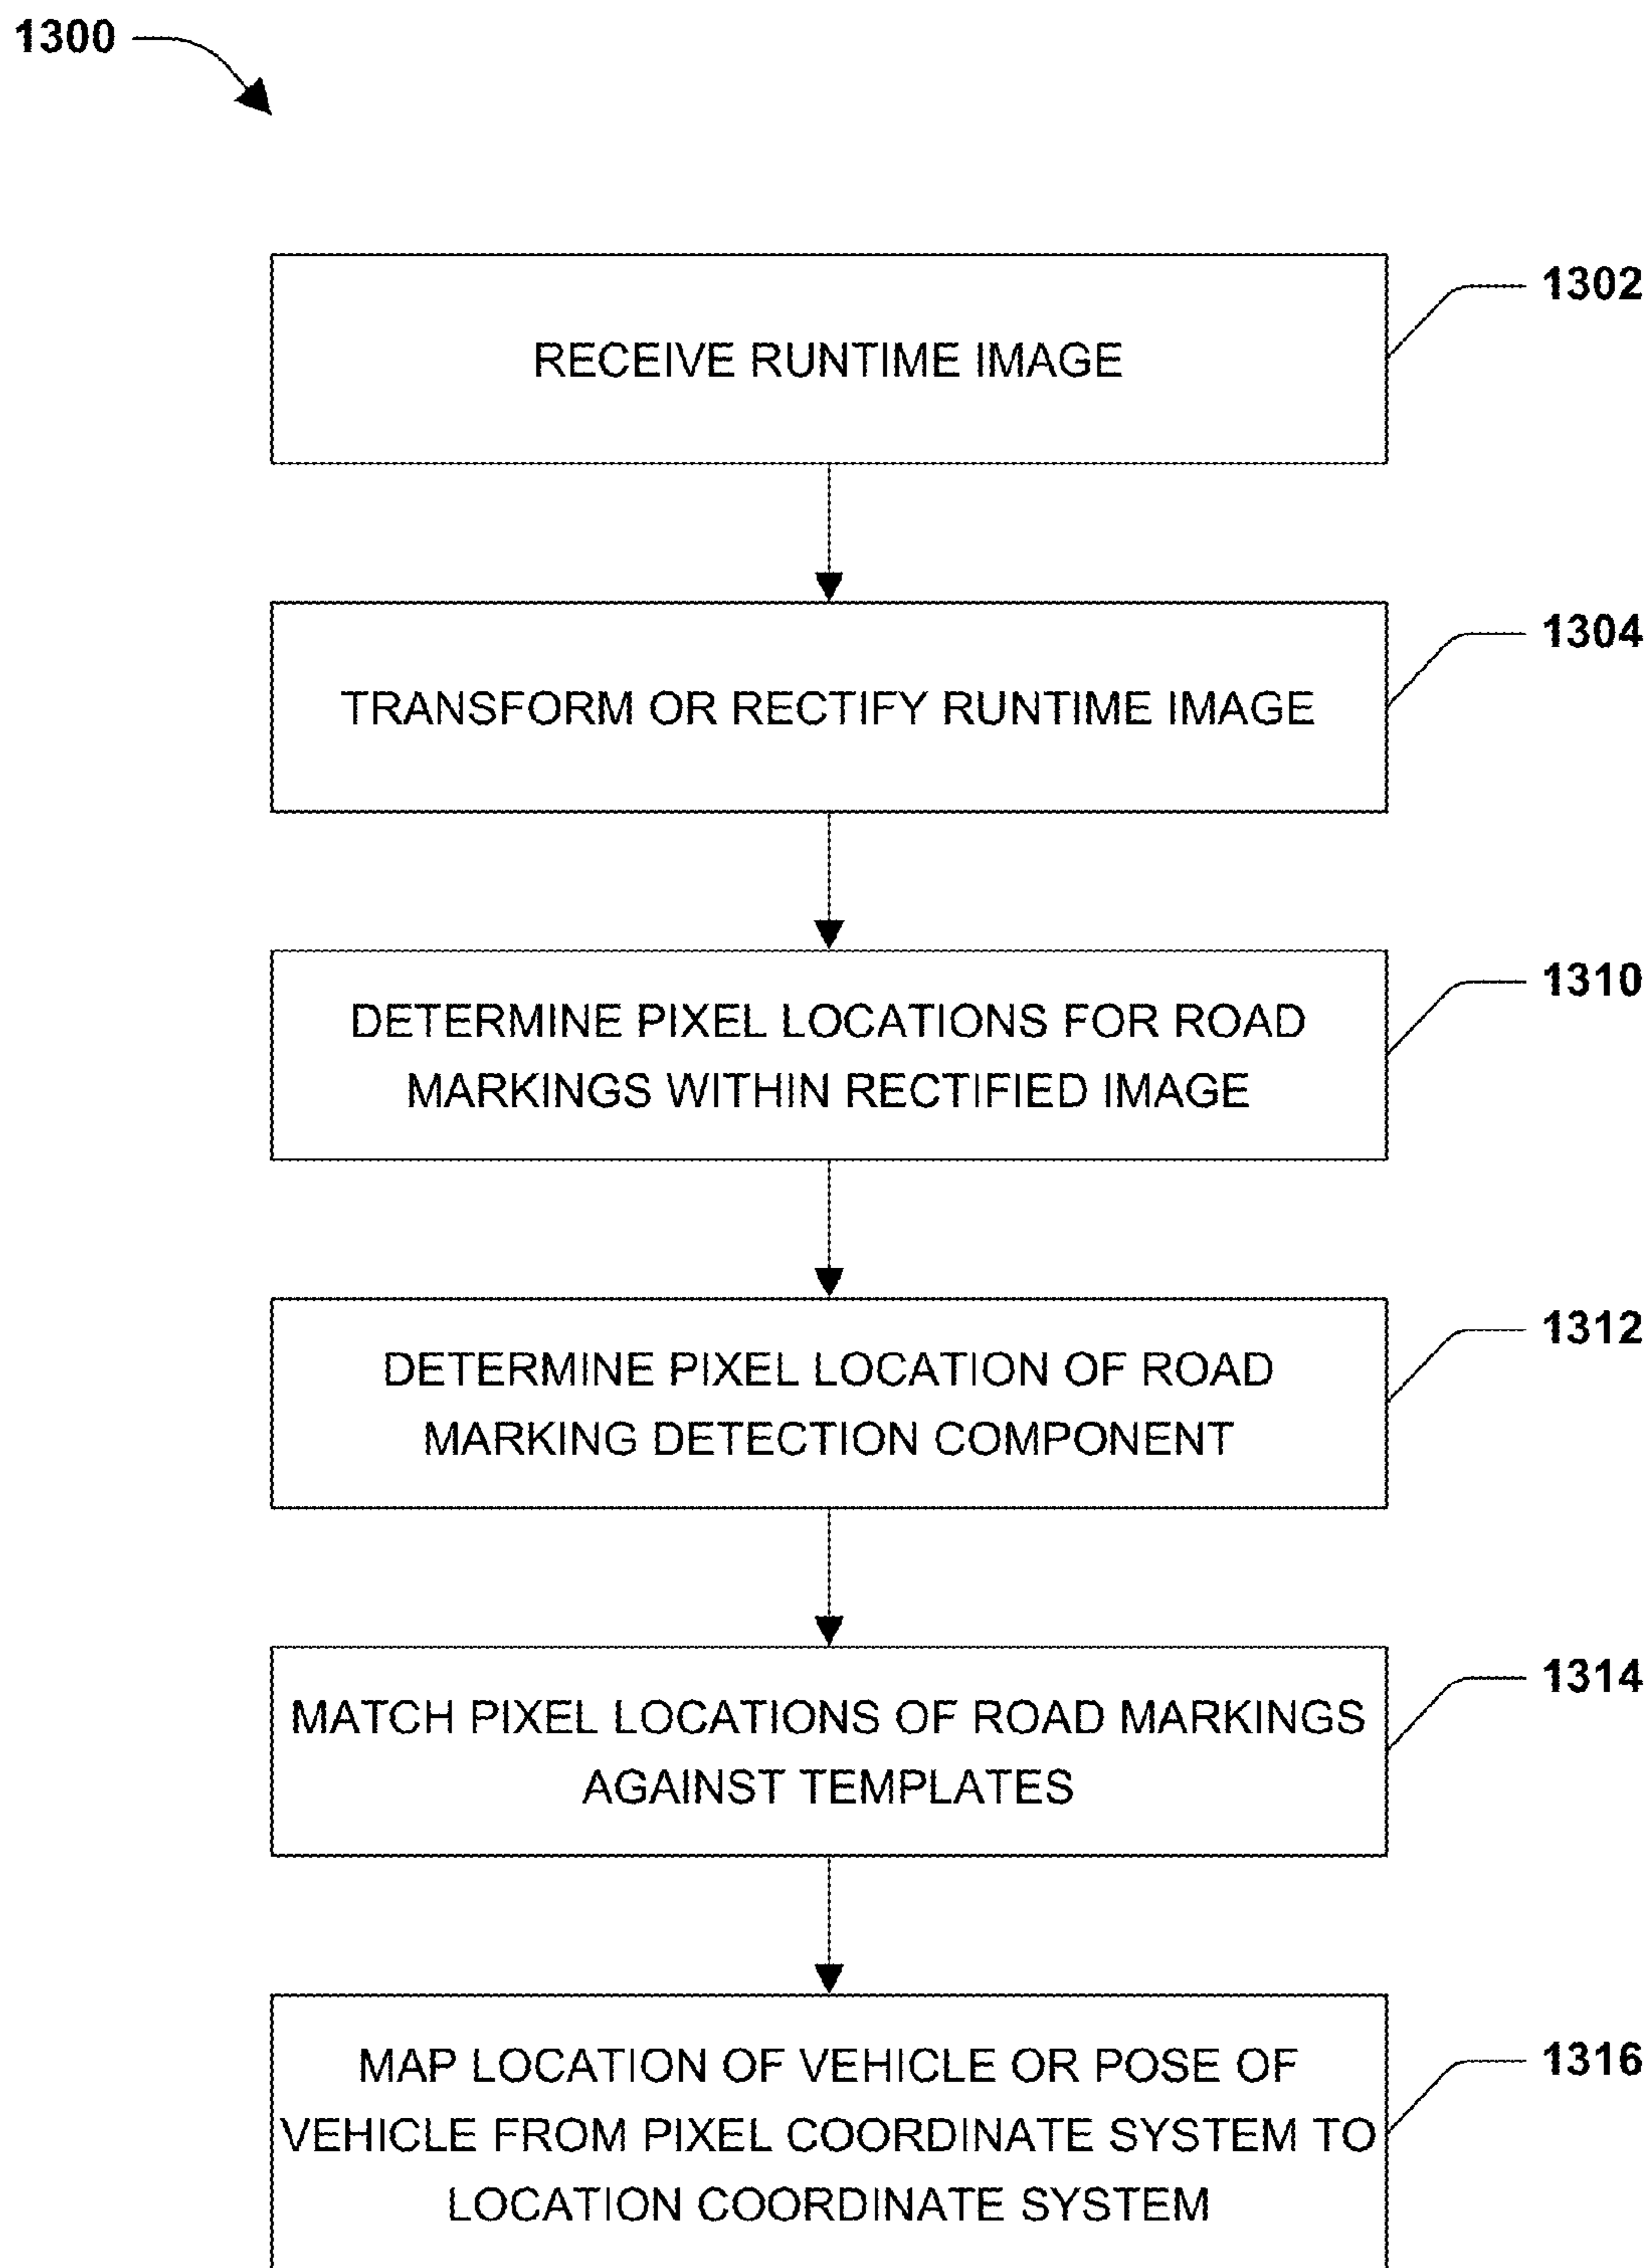 1300
RECEIVE RUNTIME IMAGE
1302
TRANSFORM OR RECTIFY RUNTIME IMAGE
1304
DETERMINE PIXEL LOCATIONS FOR ROAD
MARKINGS WITHIN RECTIFIED IMAGE
1310
DETERMINE PIXEL LOCATION OF ROAD
MARKING DETECTION COMPONENT
1312
MATCH PIXEL LOCATIONS OF ROAD MARKINGS
AGAINST TEMPLATES
1314
MAP LOCATION OF VEHICLE OR POSE OF
VEHICLE FROM PIXEL COORDINATE SYSTEM TO
LOCATION COORDINATE SYSTEM
1316